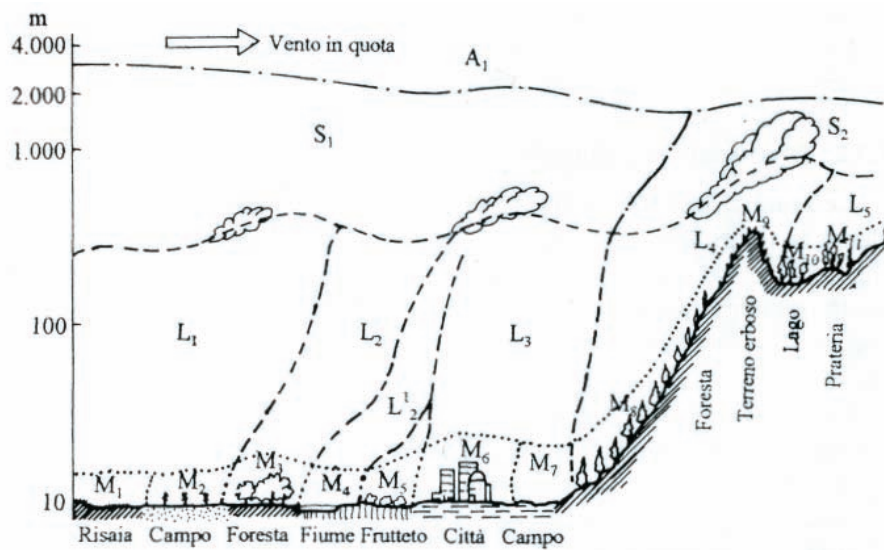 m
4.000
Vento in quota
A₁
2.000
S₁
S₂
1.000
L₅
M₉
L₄
M₁₀
M₁₁
100
L₁
L₂
L₃
L¹₂
M₈
M₁
M₂
M₃
M₄
M₅
M₆
M₇
10
Risaia
Campo
Foresta
Fiume
Frutteto
Città
Campo
Foresta
Terreno erboso
Lago
Prateria